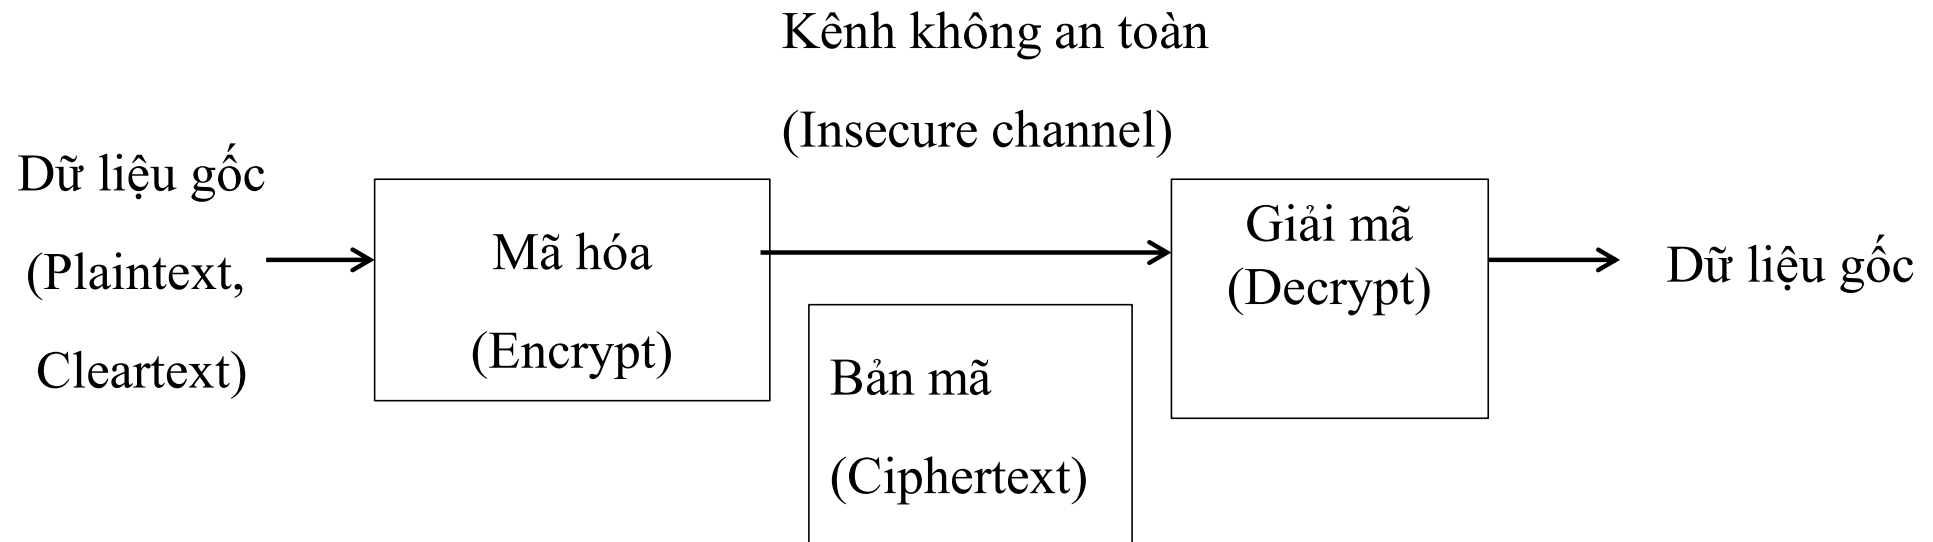 Kênh không an toàn
(Insecure channel)
Dữ liệu gốc
(Plaintext,
Cleartext)
Mã hóa
(Encrypt)
Bản mã
(Ciphertext)
Giải mã
(Decrypt)
Dữ liệu gốc